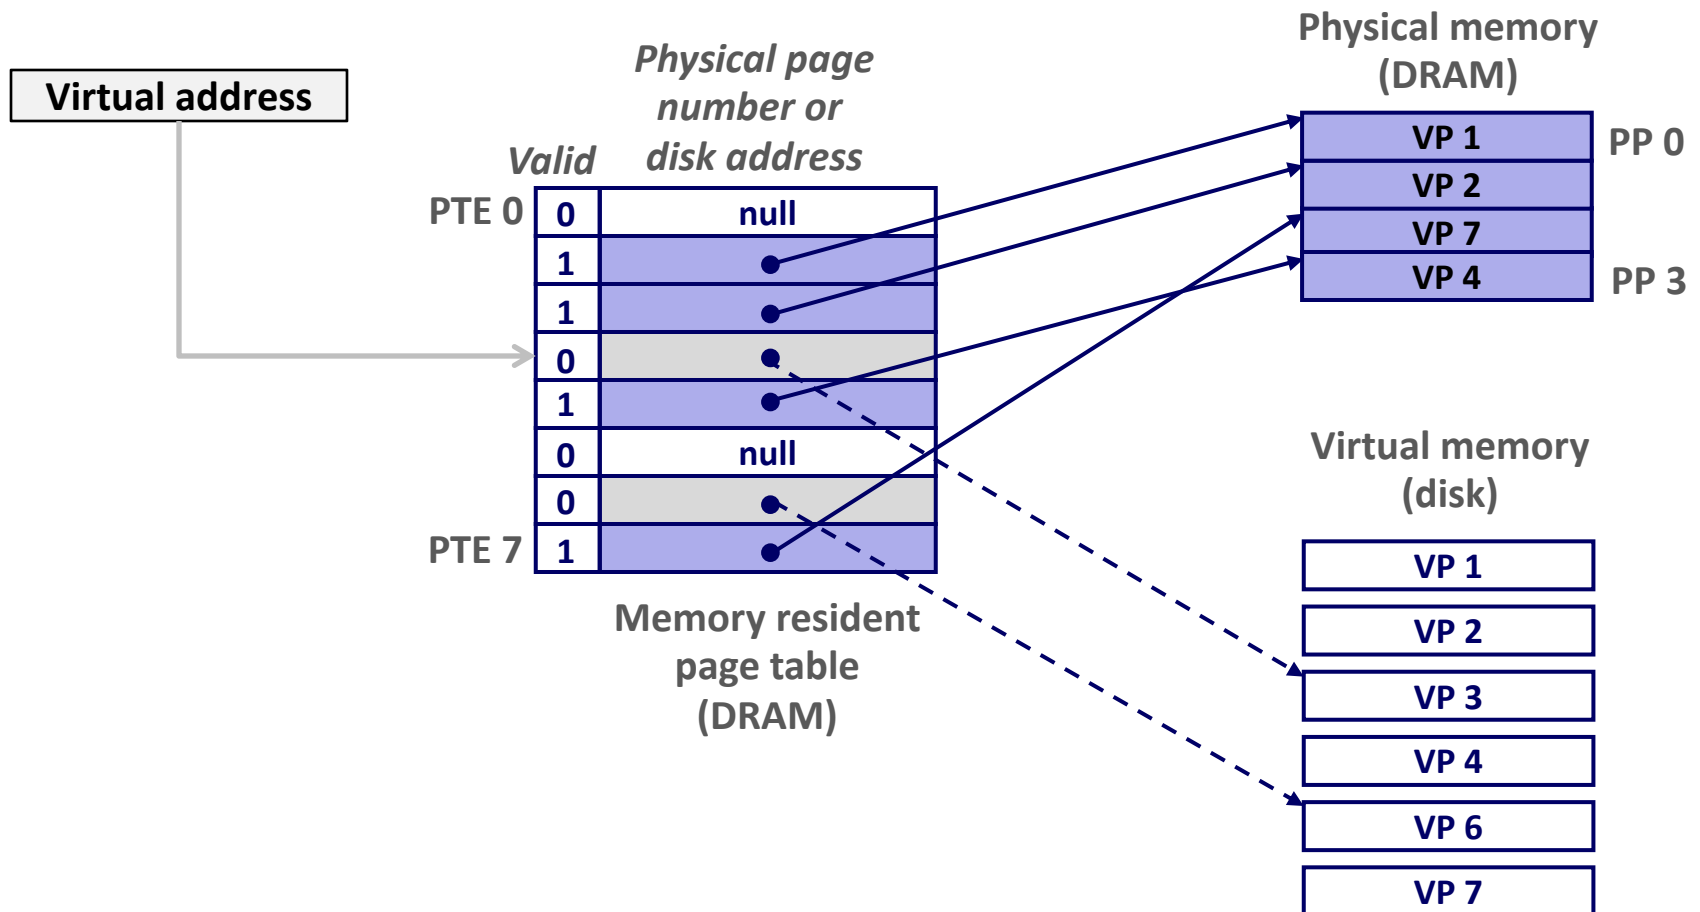 Virtual address
Physical page
number or
disk address
Valid
PTE 0
0
null
1
1
0
1
0
null
0
PTE 7
1
Memory resident
page table
(DRAM)
Physical memory
(DRAM)
VP 1
PP 0
VP 2
VP 7
VP 4
PP 3
Virtual memory
(disk)
VP 1
VP 2
VP 3
VP 4
VP 6
VP 7